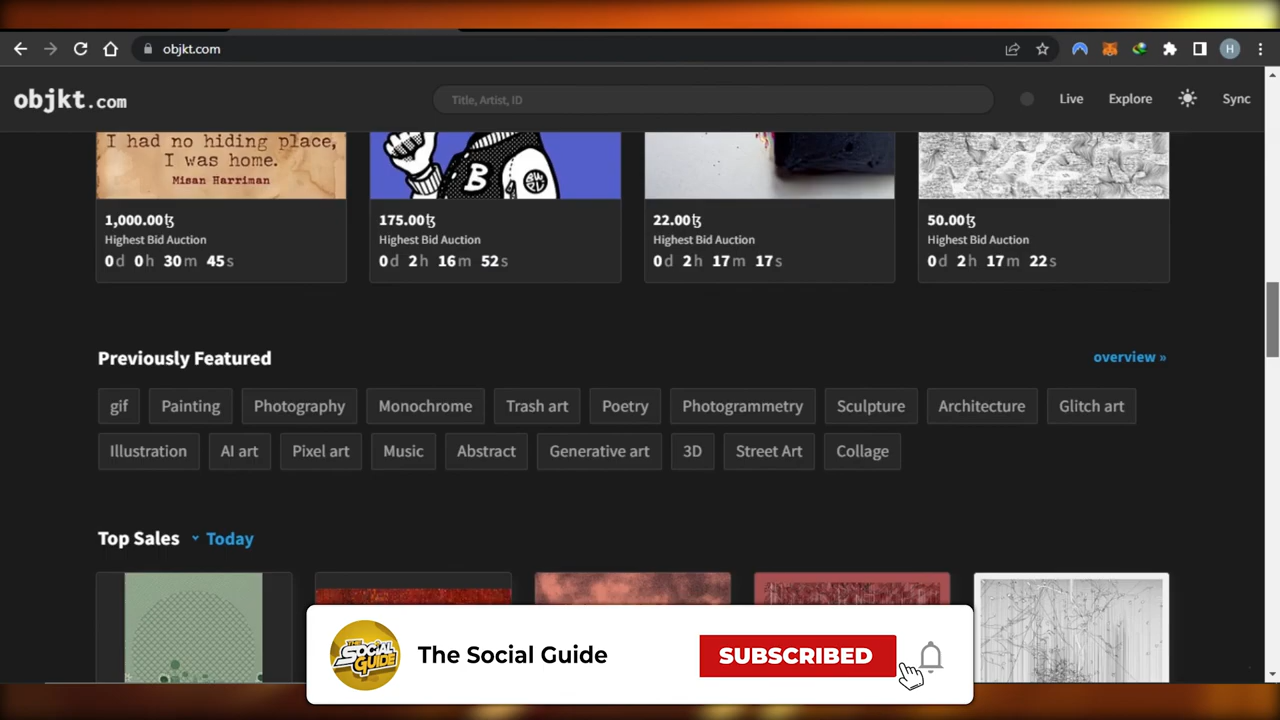 objkt.com
H
objkt.com
Title, Artist, ID
Live
Explore
Sync
I had no hiding place,
I was home.
Misan Harriman
B
1,000.00ꜩ
Highest Bid Auction
0d 0h 30m 45s
175.00ꜩ
Highest Bid Auction
0d 2h 16m 52s
22.00ꜩ
Highest Bid Auction
0d 2h 17m 17s
50.00ꜩ
Highest Bid Auction
0d 2h 17m 22s
Previously Featured
overview »
gif Painting Photography Monochrome Trash art Poetry Photogrammetry Sculpture Architecture Glitch art
Illustration AI art Pixel art Music Abstract Generative art 3D Street Art Collage
Top Sales Today
THE SOCIAL GUIDE
The Social Guide
SUBSCRIBED